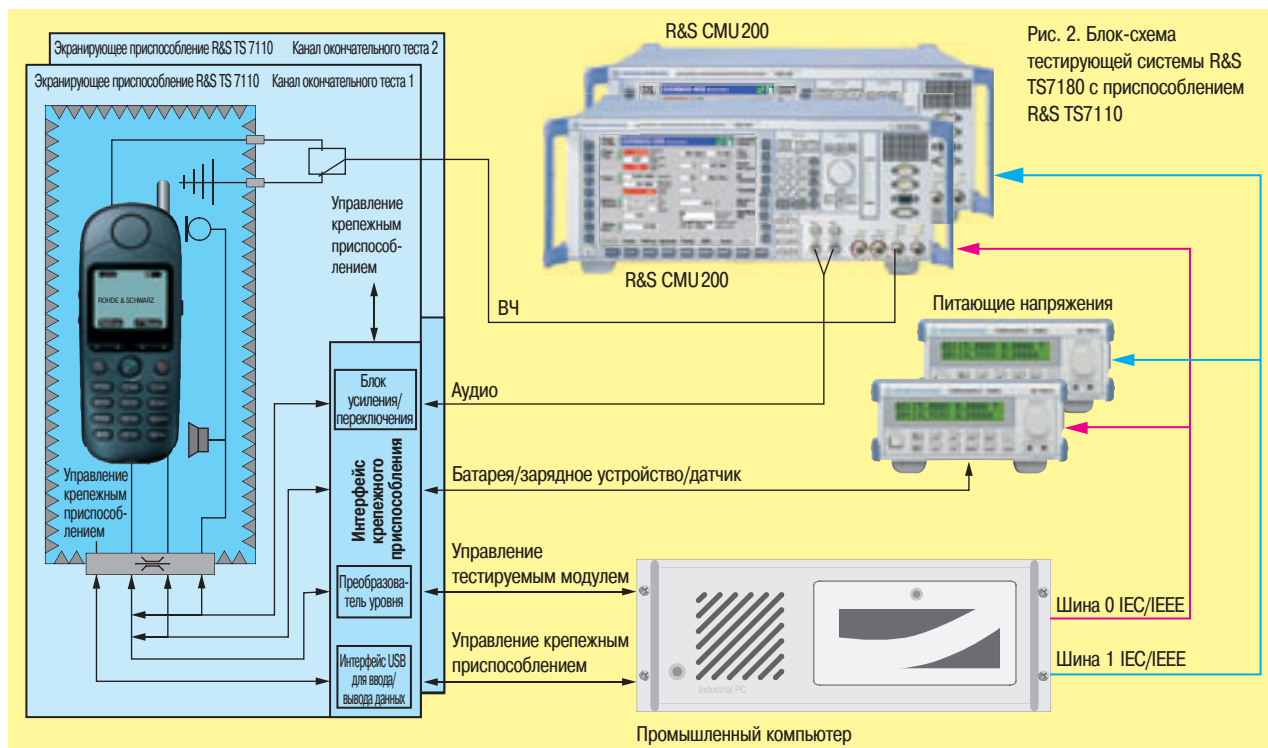 Экранирующее приспособление R&S TS 7110 Канал окончательного теста 2
Экранирующее приспособление R&S TS 7110 Канал окончательного теста 1
R&S CMU200
Рис. 2. Блок-схема
тестирующей системы R&S
TS7180 с приспособлением
R&S TS7110
Управление
крепежным
приспособ-
лением
ROHDE & SCHWARZ
R&S CMU200
ВЧ
Питающие напряжения
Блок
усиления/
переключения
Аудио
Управление
крепежным
приспособ-
лением
Интерфейс
крепежного
приспособления
Батарея/зарядное устройство/датчик
Преобразова-
тель уровня
Управление
тестируемым модулем
Интерфейс USB
для ввода/
вывода данных
Управление крепежным
приспособлением
Industrial PC
Шина 0 IEC/IEEE
Шина 1 IEC/IEEE
Промышленный компьютер